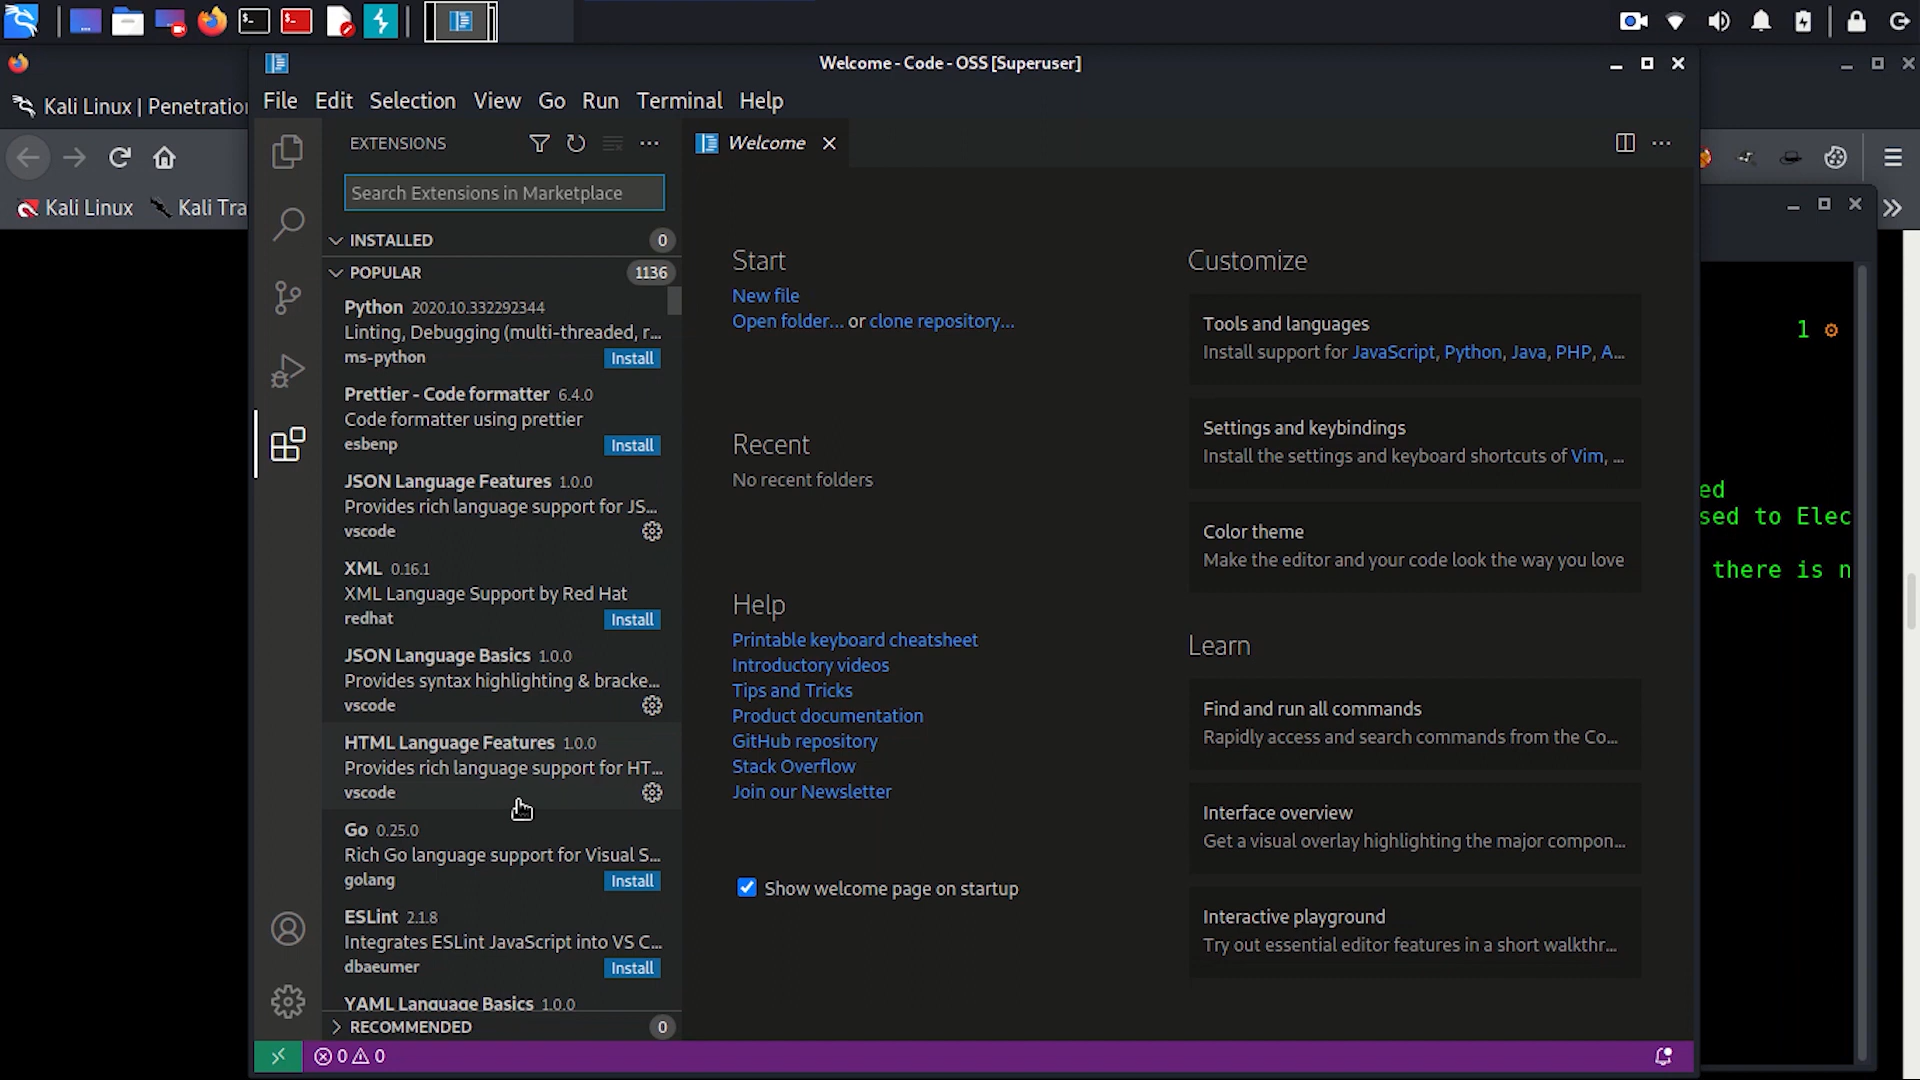 Welcome - Code - OSS [Superuser]
Kali Linux | Penetration
File Edit Selection View Go Run Terminal Help
EXTENSIONS
Welcome
Search Extensions in Marketplace
Kali Linux
Kali Tra
INSTALLED 0
POPULAR 1136
Python 2020.10.332292344
Linting, Debugging (multi-threaded, r...
ms-python Install
Prettier - Code formatter 6.4.0
Code formatter using prettier
esbenp Install
JSON Language Features 1.0.0
Provides rich language support for JS...
vscode
XML 0.16.1
XML Language Support by Red Hat
redhat Install
JSON Language Basics 1.0.0
Provides syntax highlighting & bracke...
vscode
HTML Language Features 1.0.0
Provides rich language support for HT...
vscode
Go 0.25.0
Rich Go language support for Visual S...
golang Install
ESLint 2.1.8
Integrates ESLint JavaScript into VS C...
dbaeumer Install
YAML Language Basics 1.0.0
RECOMMENDED 0
Start
New file
Open folder... or clone repository...
Recent
No recent folders
Help
Printable keyboard cheatsheet
Introductory videos
Tips and Tricks
Product documentation
GitHub repository
Stack Overflow
Join our Newsletter
Show welcome page on startup
Customize
Tools and languages
Install support for JavaScript, Python, Java, PHP, A...
Settings and keybindings
Install the settings and keyboard shortcuts of Vim, ...
Color theme
Make the editor and your code look the way you love
Learn
Find and run all commands
Rapidly access and search commands from the Co...
Interface overview
Get a visual overlay highlighting the major compon...
Interactive playground
Try out essential editor features in a short walkthr...
1
ed
sed to Elec
there is n
0 0